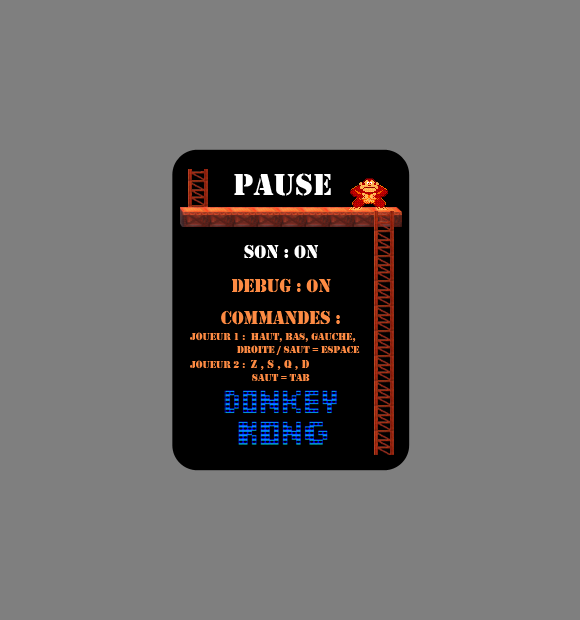 PAUSE
SON : ON
DEBUG : ON
COMMANDES :
JOUEUR 1 : HAUT, BAS, GAUCHE,
DROITE / SAUT = ESPACE
JOUEUR 2 : Z , S , Q , D
SAUT = TAB
DONKEY
KONG